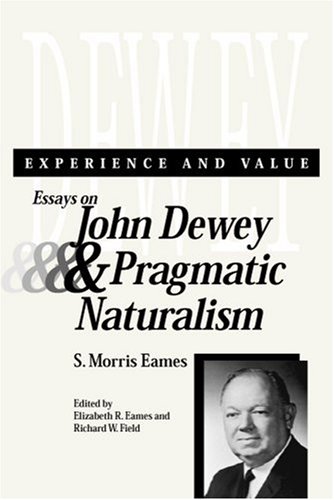 DEWEY
EXPERIENCE AND VALUE
Essays on
John Dewey
&&&& Pragmatic
Naturalism
S. Morris Eames
Edited by
Elizabeth R. Eames and
Richard W. Field